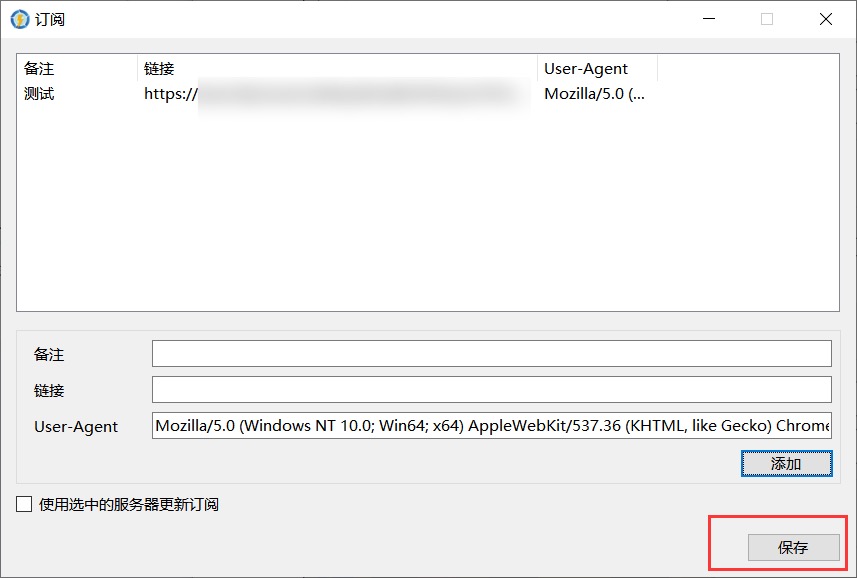 订阅
备注 链接 User-Agent
测试 https:// Mozilla/5.0 (...
备注
链接
User-Agent Mozilla/5.0 (Windows NT 10.0; Win64; x64) AppleWebKit/537.36 (KHTML, like Gecko) Chrome
添加
使用选中的服务器更新订阅
保存